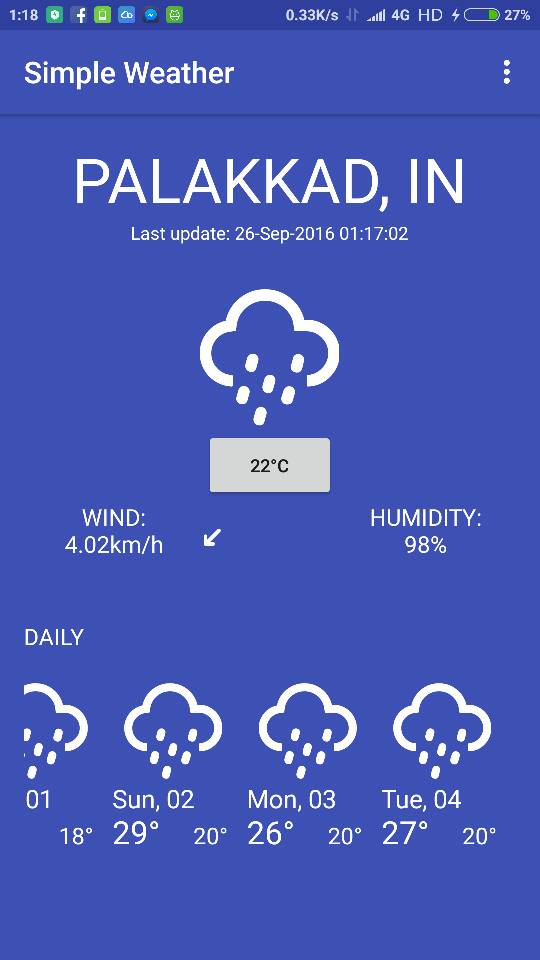 1:18 0.33K/s 4G HD 27%
Simple Weather
PALAKKAD, IN
Last update: 26-Sep-2016 01:17:02
22°C
WIND: HUMIDITY:
4.02km/h 98%
DAILY
01 Sun, 02 Mon, 03 Tue, 04
18° 29° 20° 26° 20° 27° 20°